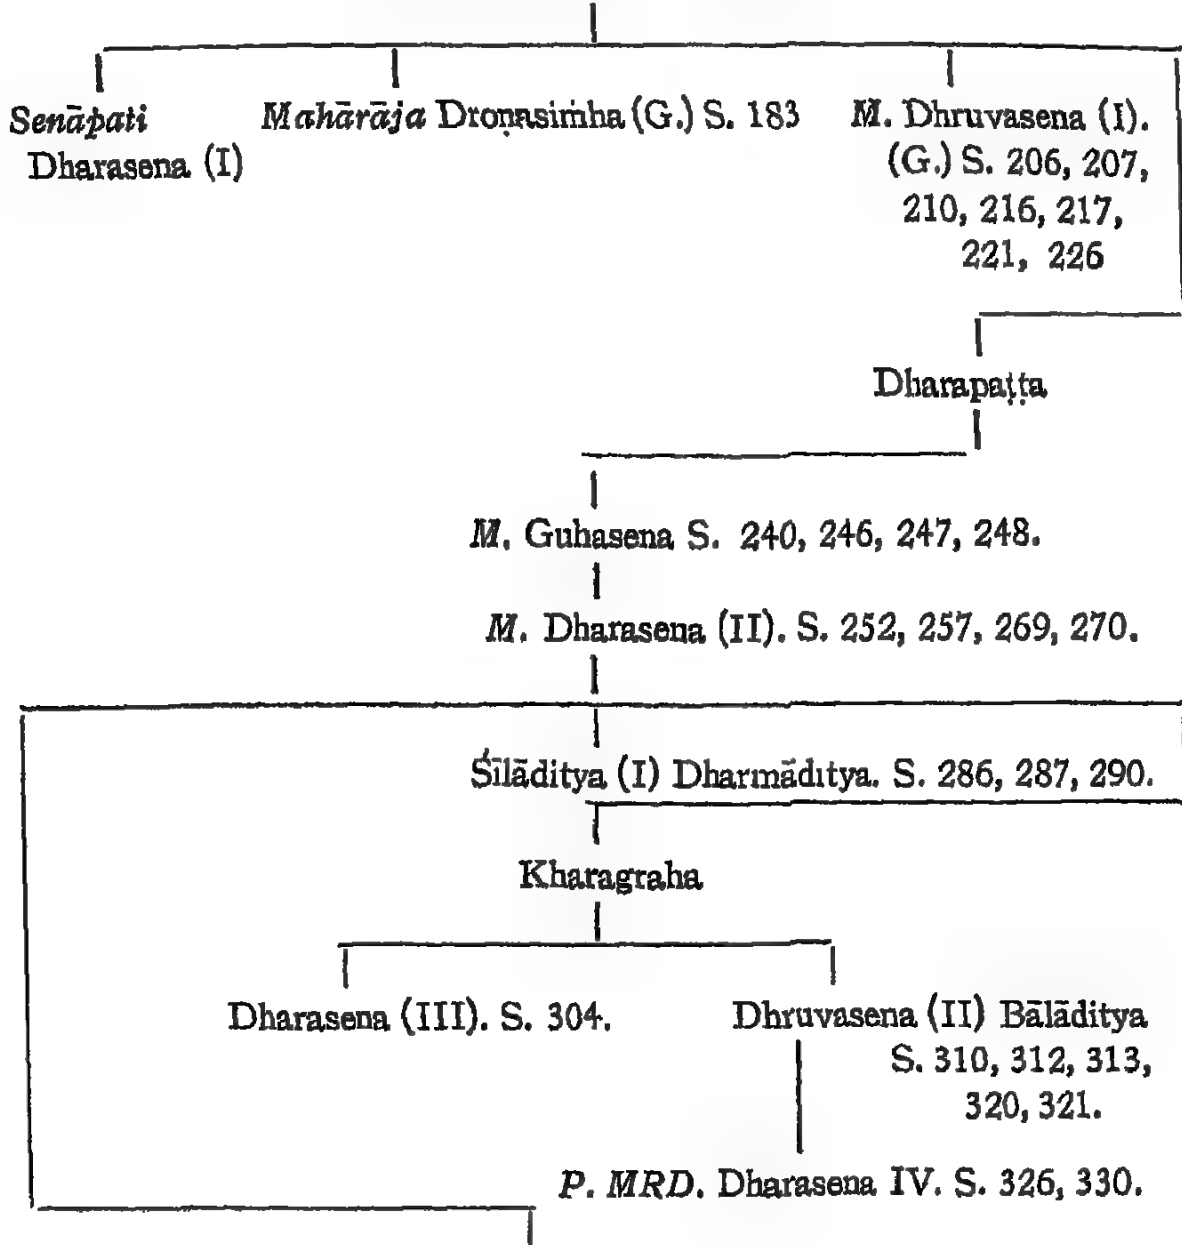 Senāpati Mahārāja Droṇasiṁha (G.) S. 183 M. Dhruvasena (I).
Dharasena (I) (G.) S. 206, 207,
210, 216, 217,
221, 226
Dharapaṭṭa
M. Guhasena S. 240, 246, 247, 248.
M. Dharasena (II). S. 252, 257, 269, 270.
Śīlāditya (I) Dharmāditya. S. 286, 287, 290.
Kharagraha
Dharasena (III). S. 304. Dhruvasena (II) Bālāditya
S. 310, 312, 313,
320, 321.
P. MRD. Dharasena IV. S. 326, 330.